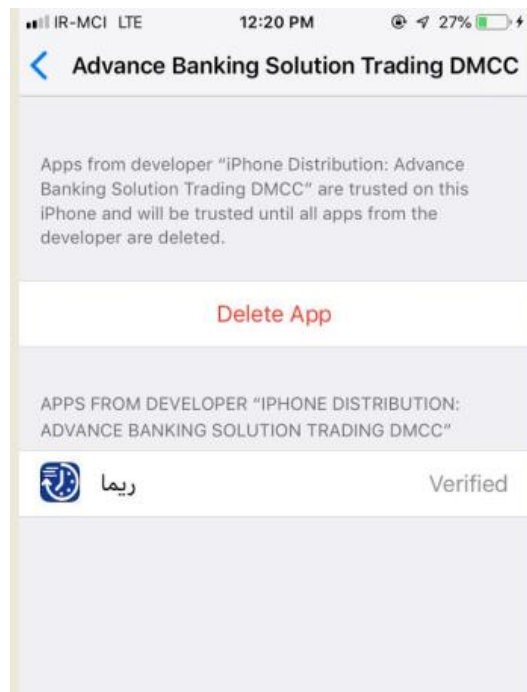 IR-MCI LTE 12:20 PM 27%
Advance Banking Solution Trading DMCC
Apps from developer “iPhone Distribution: Advance
Banking Solution Trading DMCC” are trusted on this
iPhone and will be trusted until all apps from the
developer are deleted.
Delete App
APPS FROM DEVELOPER “IPHONE DISTRIBUTION:
ADVANCE BANKING SOLUTION TRADING DMCC”
ریما Verified